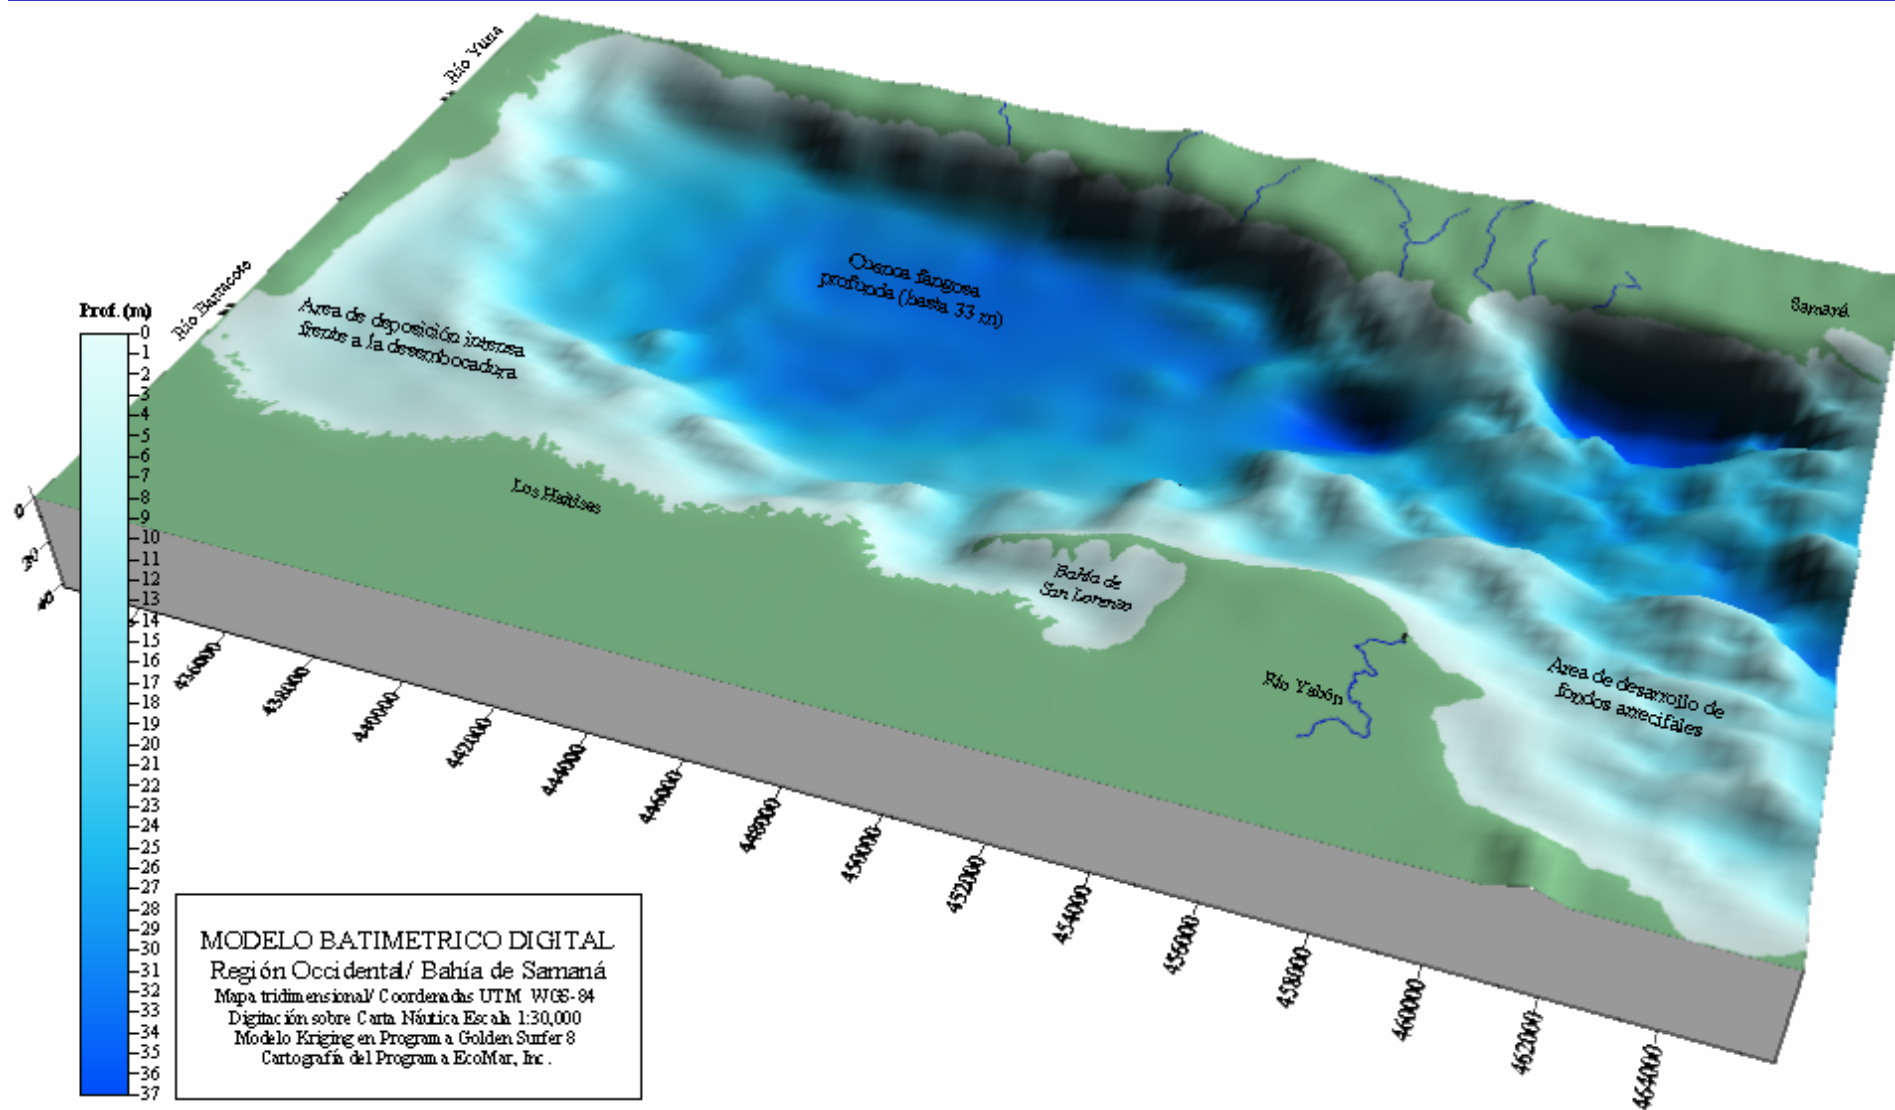 Río Yuna
Río Barracote
Prof. (m)
0
-1
-2
-3
-4
-5
-6
-7
-8
-9
-10
-11
-12
-13
-14
-15
-16
-17
-18
-19
-20
-21
-22
-23
-24
-25
-26
-27
-28
-29
-30
-31
-32
-33
-34
-35
-36
-37
Area de deposición intensa
frente a la desembocadura
Cuenca fangosa
profunda (hasta 33 m)
Samaná
Los Haitises
Bahía de
San Lorenzo
Río Yabón
Area de desarrollo de
fondos arrecifales
0
436000
438000
440000
442000
444000
446000
448000
450000
452000
454000
456000
458000
460000
462000
464000
MODELO BATIMETRICO DIGITAL
Región Occidental/ Bahía de Samaná
Mapa tridimensional/ Coordenadas UTM WGS-84
Digitación sobre Carta Náutica Escala 1:30,000
Modelo Kriging en Programa Golden Surfer 8
Cartografía del Programa EcoMar, Inc.